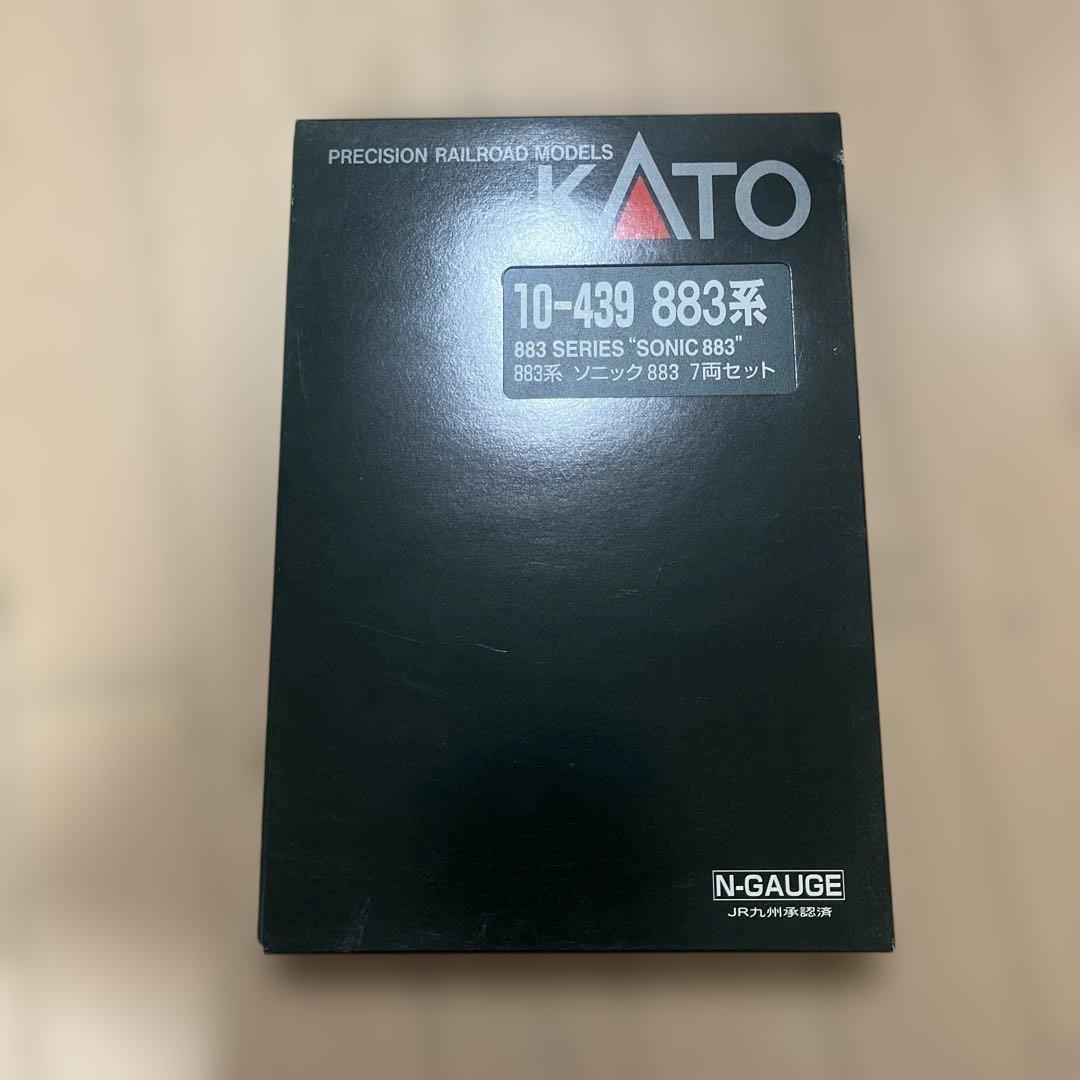 PRECISION RAILROAD MODELS
KATO
10-439 883系
883 SERIES “SONIC 883”
883系 ソニック883 7両セット
N-GAUGE
JR九州承認済